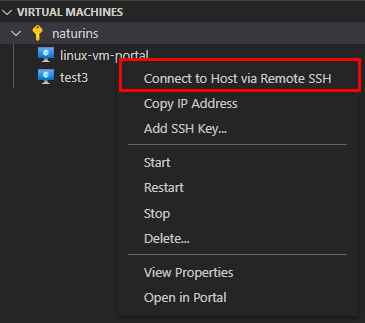 VIRTUAL MACHINES
naturins
linux-vm-portal
test3
Connect to Host via Remote SSH
Copy IP Address
Add SSH Key...
Start
Restart
Stop
Delete...
View Properties
Open in Portal